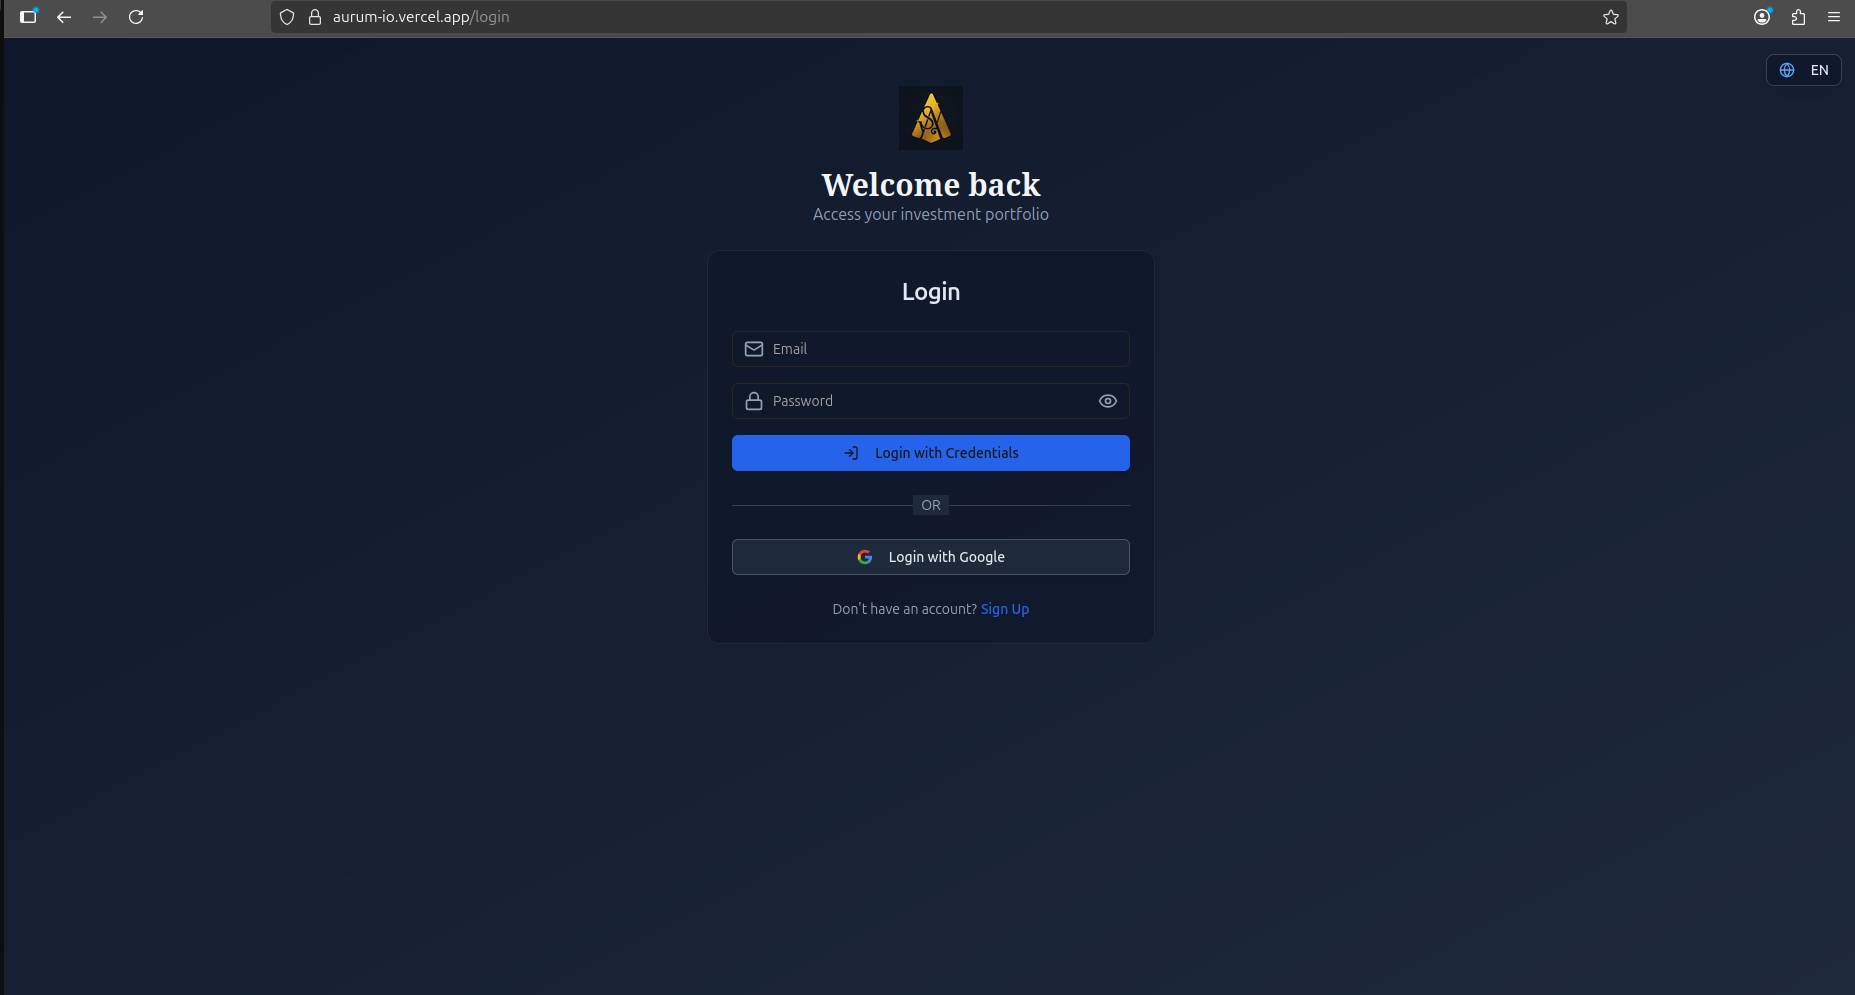 aurum-io.vercel.app/login
EN
Welcome back
Access your investment portfolio
Login
Email
Password
Login with Credentials
OR
Login with Google
Don't have an account? Sign Up